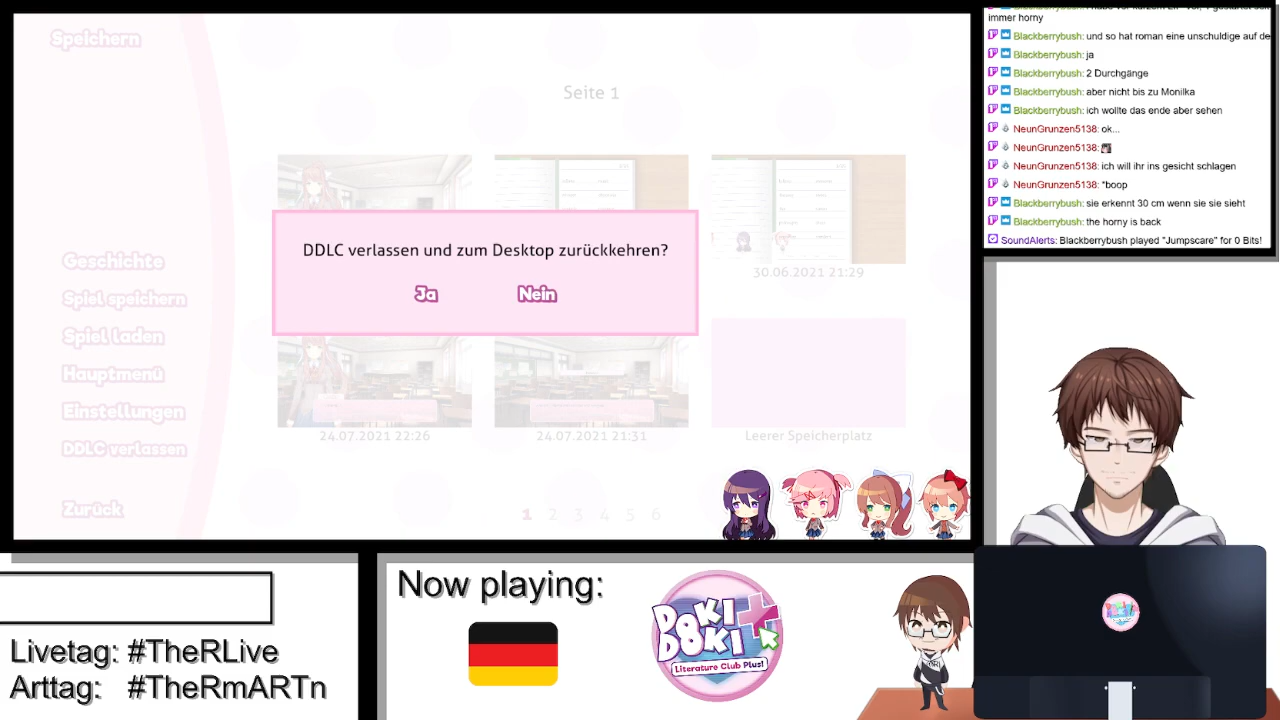 Speichern
Seite 1
DDLC verlassen und zum Desktop zurückkehren?
Ja
Nein
30.06.2021 21:29
Geschichte
Spiel speichern
Spiel laden
Hauptmenü
Einstellungen
DDLC verlassen
Zurück
24.07.2021 22:26
24.07.2021 21:31
Leerer Speicherplatz
1 2 3 4 5 6
immer horny
Blackberrybush: und so hat roman eine unschuldige auf de
Blackberrybush: ja
Blackberrybush: 2 Durchgänge
Blackberrybush: aber nicht bis zu Monilka
Blackberrybush: ich wollte das ende aber sehen
NeunGrunzen5138: ok...
NeunGrunzen5138:
NeunGrunzen5138: ich will ihr ins gesicht schlagen
NeunGrunzen5138: *boop
Blackberrybush: sie erkennt 30 cm wenn sie sie sieht
Blackberrybush: the horny is back
SoundAlerts: Blackberrybush played "Jumpscare" for 0 Bits!
Livetag: #TheRLive
Arttag: #TheRmARTn
Now playing:
DOKI
DOKI
Literature Club Plus!